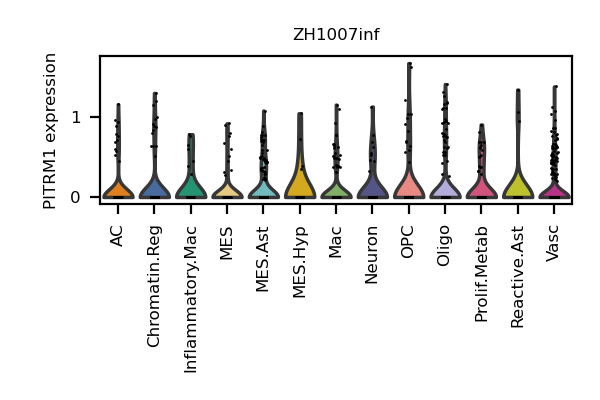 ZH1007inf
PITRM1 expression
1
0
AC
Chromatin.Reg
Inflammatory.Mac
MES
MES.Ast
MES.Hyp
Mac
Neuron
OPC
Oligo
Prolif.Metab
Reactive.Ast
Vasc